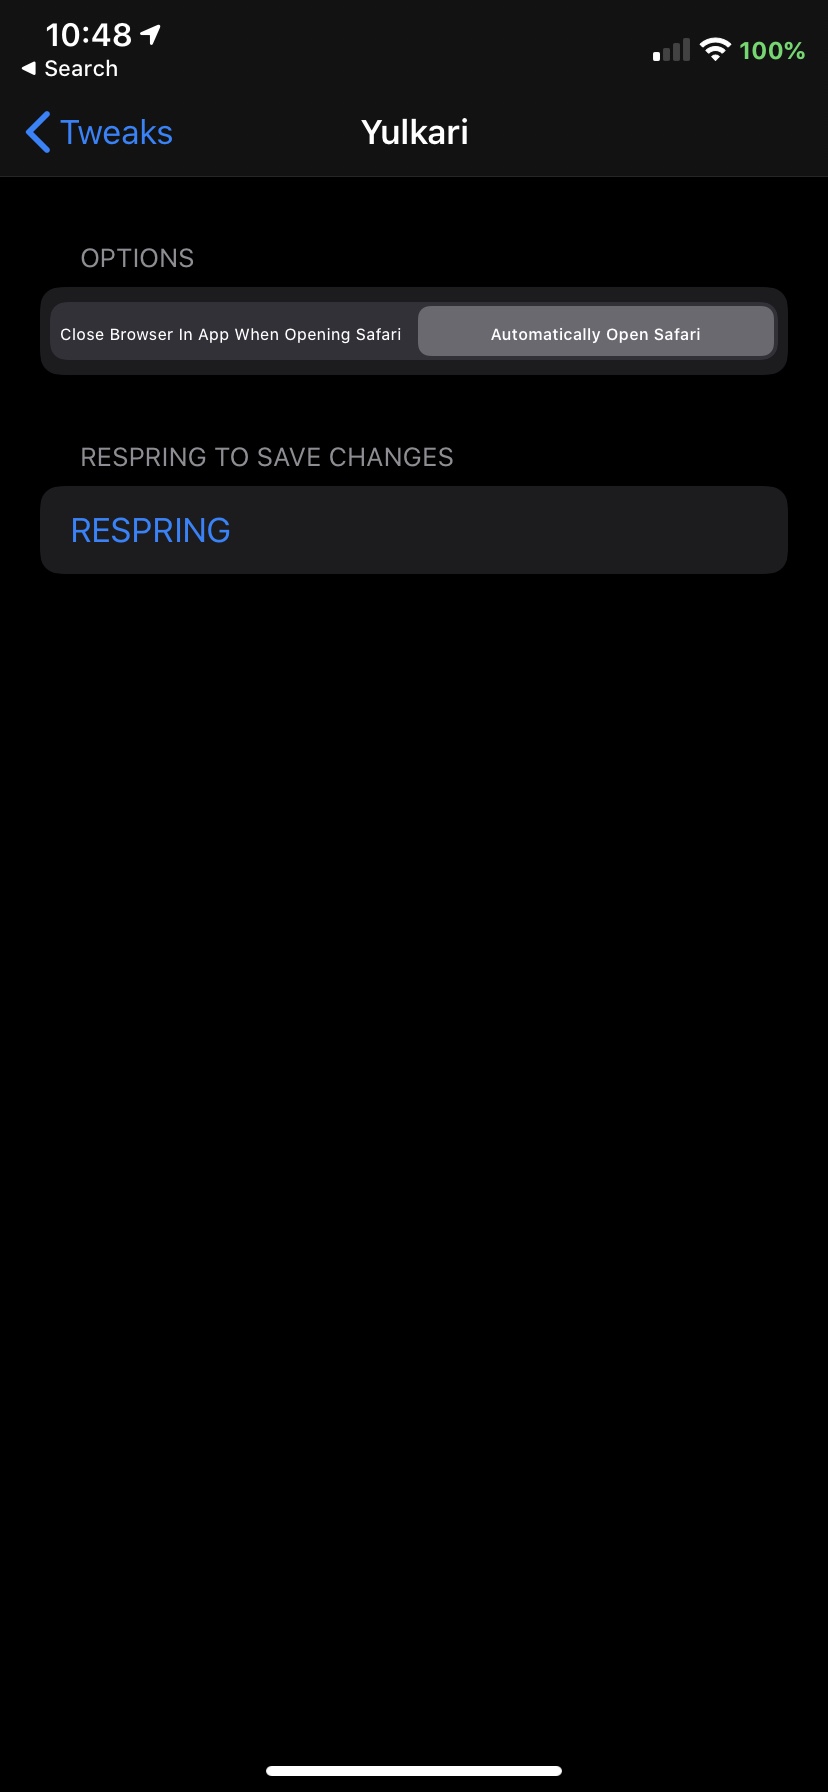 10:48
◀ Search
100%
Tweaks
Yulkari
OPTIONS
Close Browser In App When Opening Safari
Automatically Open Safari
RESPRING TO SAVE CHANGES
RESPRING